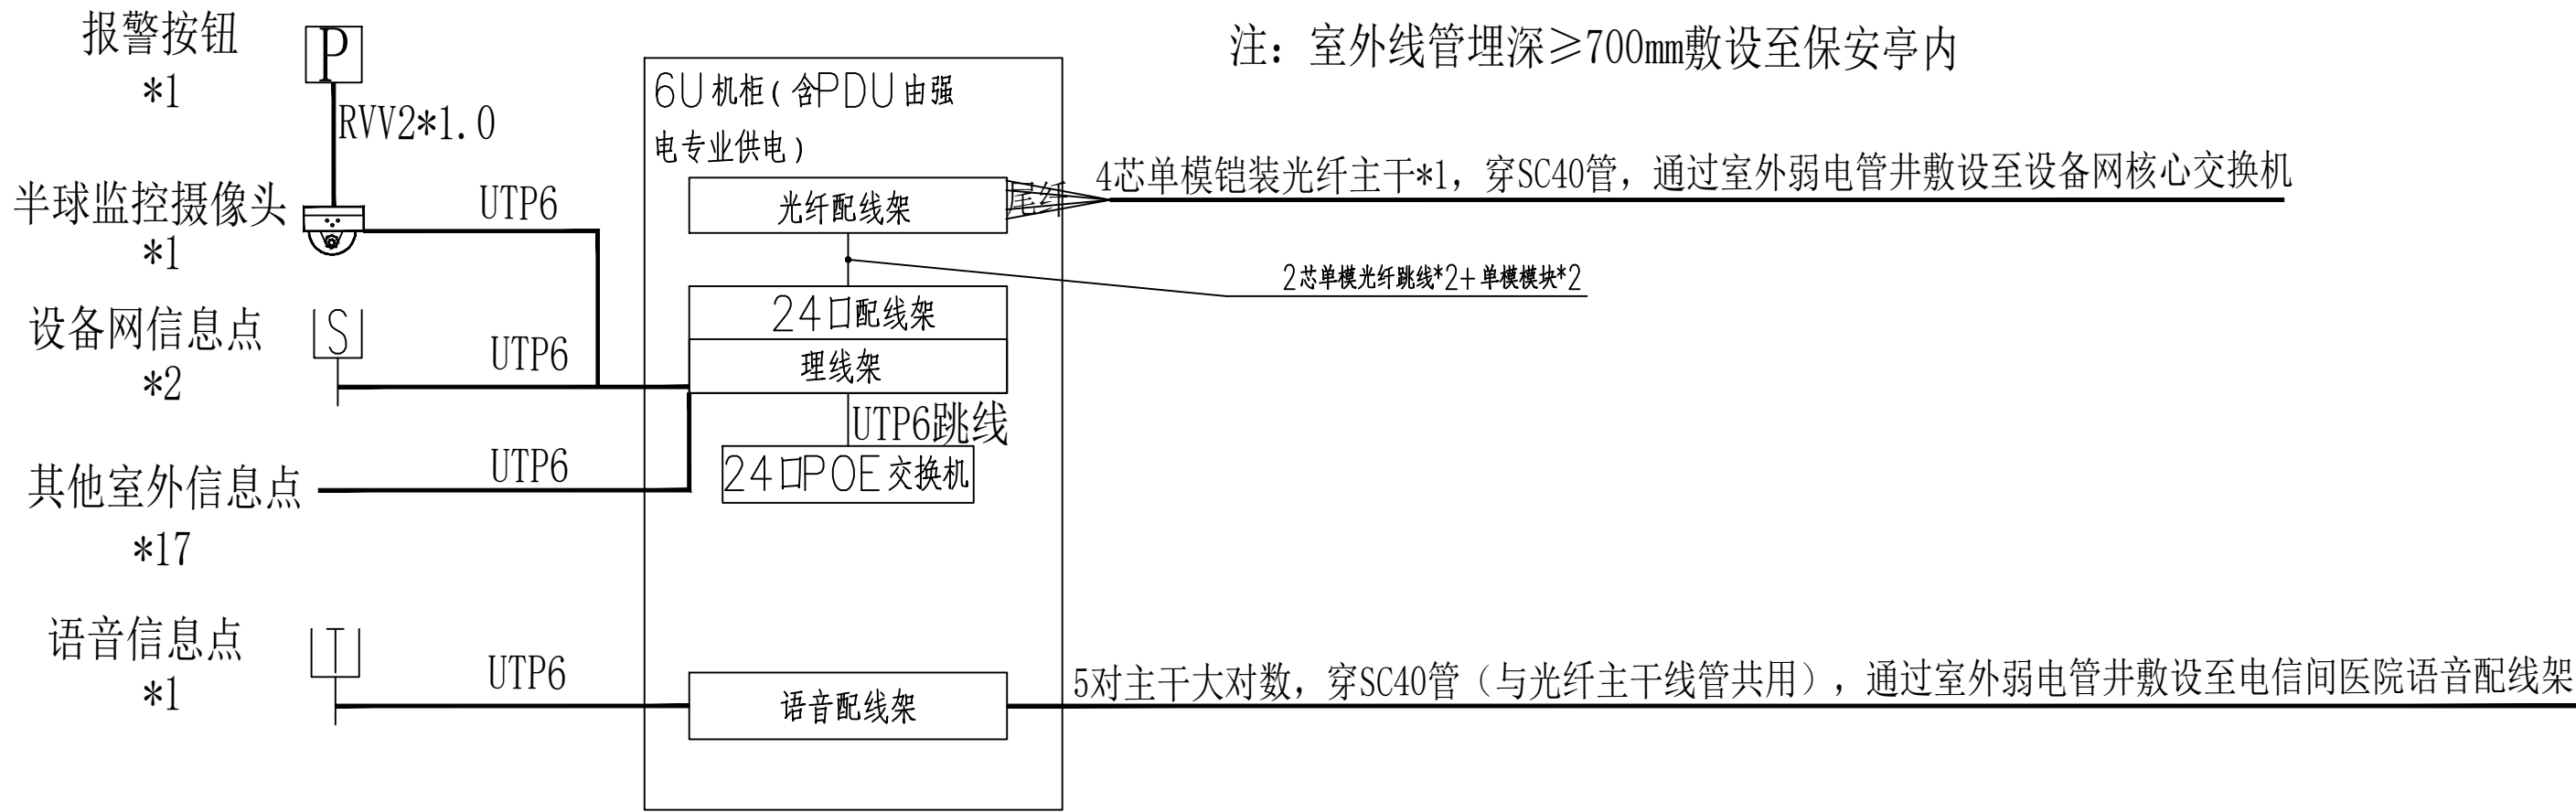 报警按钮
*1
P
RVV2*1.0
注：室外线管埋深≥700mm敷设至保安亭内
6U机柜(含PDU由强
电专业供电)
半球监控摄像头
*1
UTP6
光纤配线架
尾纤
4芯单模铠装光纤主干*1，穿SC40管，通过室外弱电管井敷设至设备网核心交换机
2芯单模光纤跳线*2+单模模块*2
设备网信息点
*2
S
UTP6
24口配线架
理线架
UTP6跳线
24口POE交换机
其他室外信息点
*17
UTP6
语音信息点
*1
T
UTP6
语音配线架
5对主干大对数，穿SC40管（与光纤主干线管共用），通过室外弱电管井敷设至电信间医院语音配线架